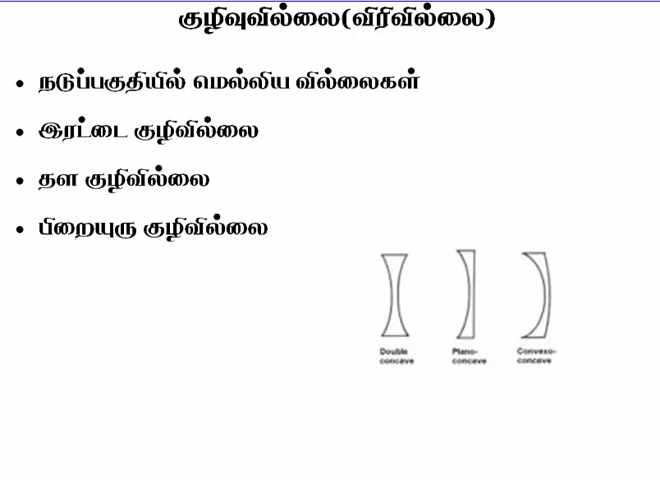 குழிவுவில்லை(விரிவில்லை)
• நடுப்பகுதியில் மெல்லிய வில்லைகள்
• இரட்டை குழிவில்லை
• தள குழிவில்லை
• பிறையுரு குழிவில்லை
Double concave
Plano-concave
Convexo-concave